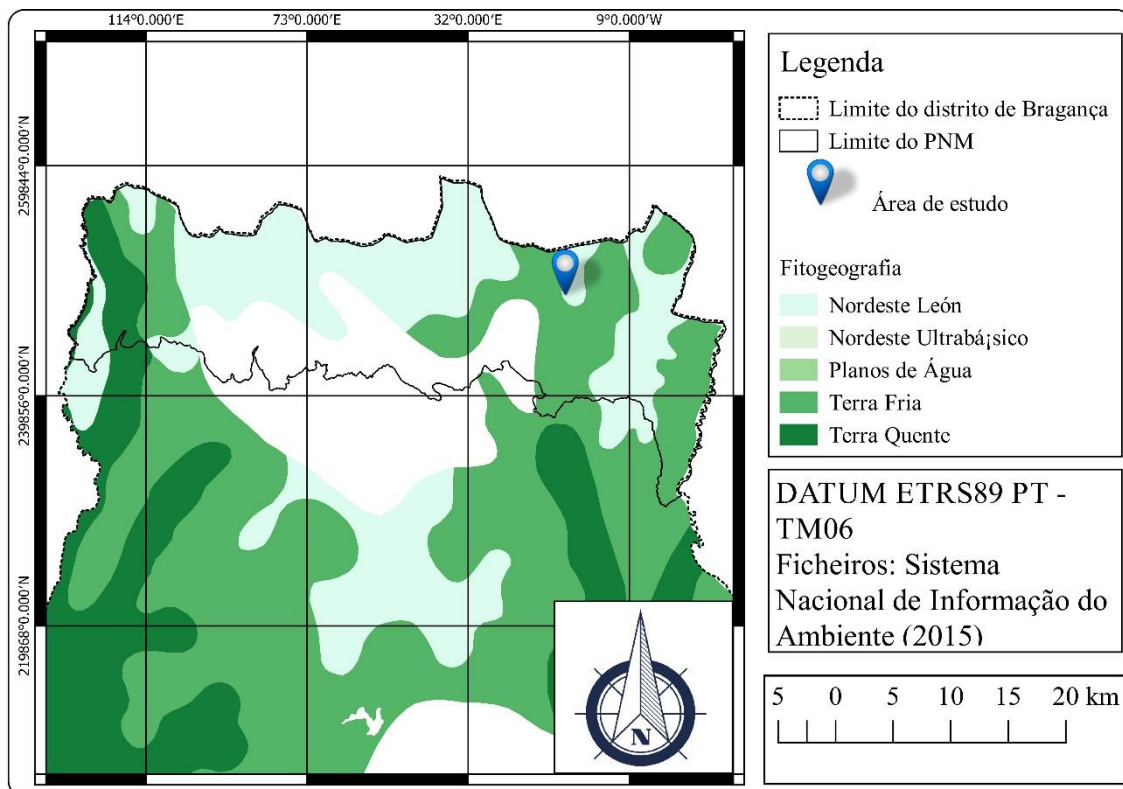 114°0.000'E 73°0.000'E 32°0.000'E 9°0.000'W
259844°0.000'N
239856°0.000'N
219868°0.000'N
N
Legenda
Limite do distrito de Bragança
Limite do PNM
Área de estudo
Fitogeografia
Nordeste León
Nordeste Ultrabá¡sico
Planos de Água
Terra Fria
Terra Quente
DATUM ETRS89 PT -
TM06
Ficheiros: Sistema
Nacional de Informação do
Ambiente (2015)
5 0 5 10 15 20 km